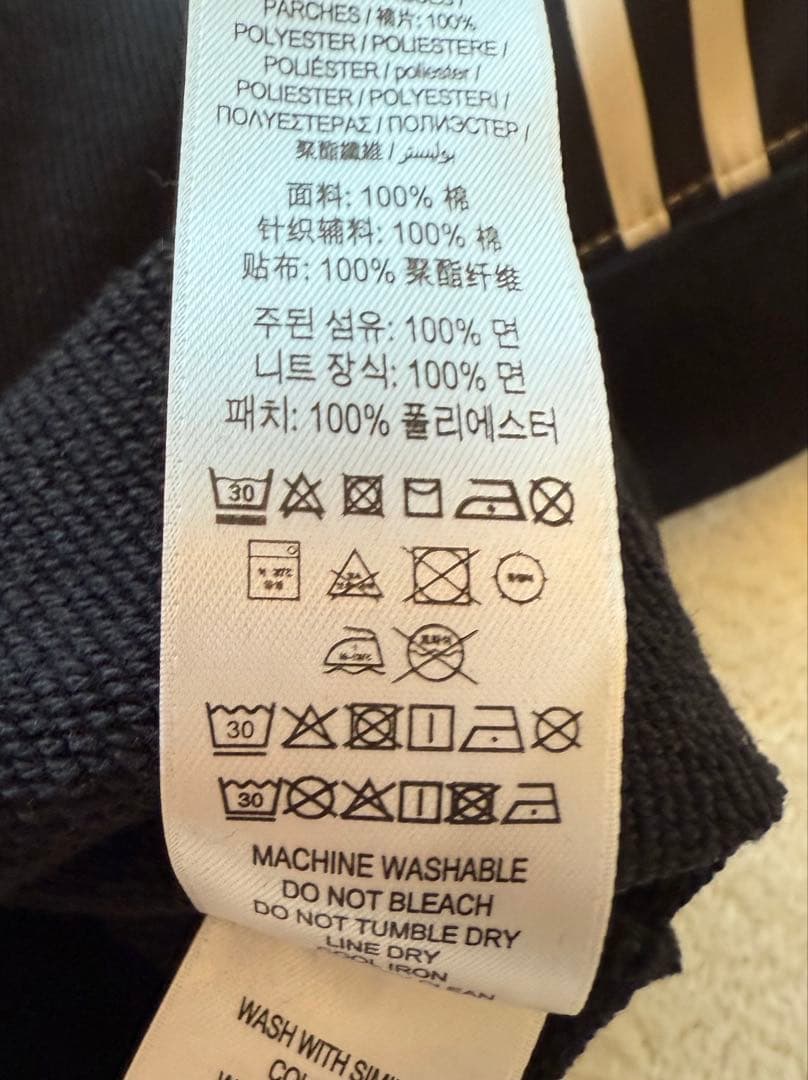 PARCHES / 補片: 100%
POLYESTER / POLIESTERE /
POLIÉSTER / poliester /
POLIESTER / POLYESTERI /
ΠΟΛΥΕΣΤΕΡΑΣ / ПОЛИЭСТЕР /
聚酯纖維 / بوليستر
面料: 100% 棉
针织辅料: 100% 棉
贴布: 100% 聚酯纤维
주된 섬유: 100% 면
니트 장식: 100% 면
패치: 100% 폴리에스터
30
30
30
MACHINE WASHABLE
DO NOT BLEACH
DO NOT TUMBLE DRY
LINE DRY
COOL IRON
CLEAN
WASH WITH